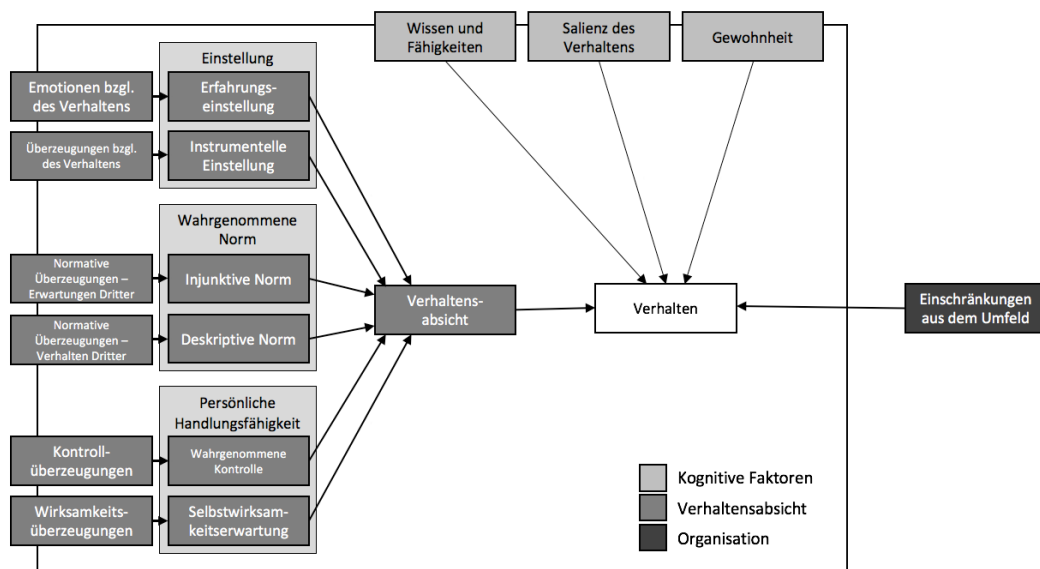 Wissen und
Fähigkeiten
Salienz des
Verhaltens
Gewohnheit
Einstellung
Emotionen bzgl.
des Verhaltens
Erfahrungs-
einstellung
Überzeugungen bzgl.
des Verhaltens
Instrumentelle
Einstellung
Wahrgenommene
Norm
Normative
Überzeugungen –
Erwartungen Dritter
Injunktive Norm
Normative
Überzeugungen –
Verhalten Dritter
Deskriptive Norm
Verhaltens-
absicht
Verhalten
Einschränkungen
aus dem Umfeld
Persönliche
Handlungsfähigkeit
Kontroll-
überzeugungen
Wahrgenommene
Kontrolle
Wirksamkeits-
überzeugungen
Selbstwirksam-
keitserwartung
Kognitive Faktoren
Verhaltensabsicht
Organisation